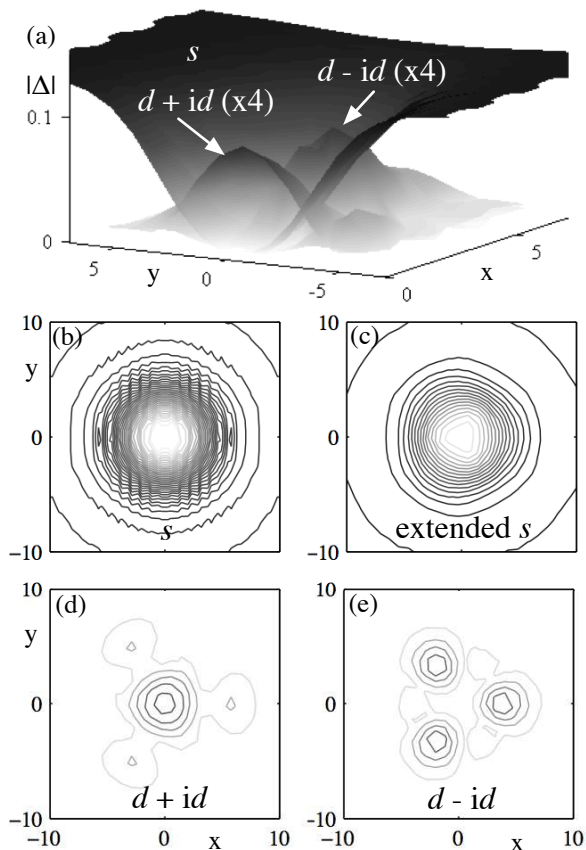 (a)
s
d - id (x4)
|Δ|
d + id (x4)
0.1
0
5
y
0
-5
0
x
5
10
(b)
y
0
s
−10
10
(c)
0
extended s
−10
10
(d)
y
0
d + id
−10
−10
0
x
10
10
(e)
0
d - id
−10
−10
0
x
10